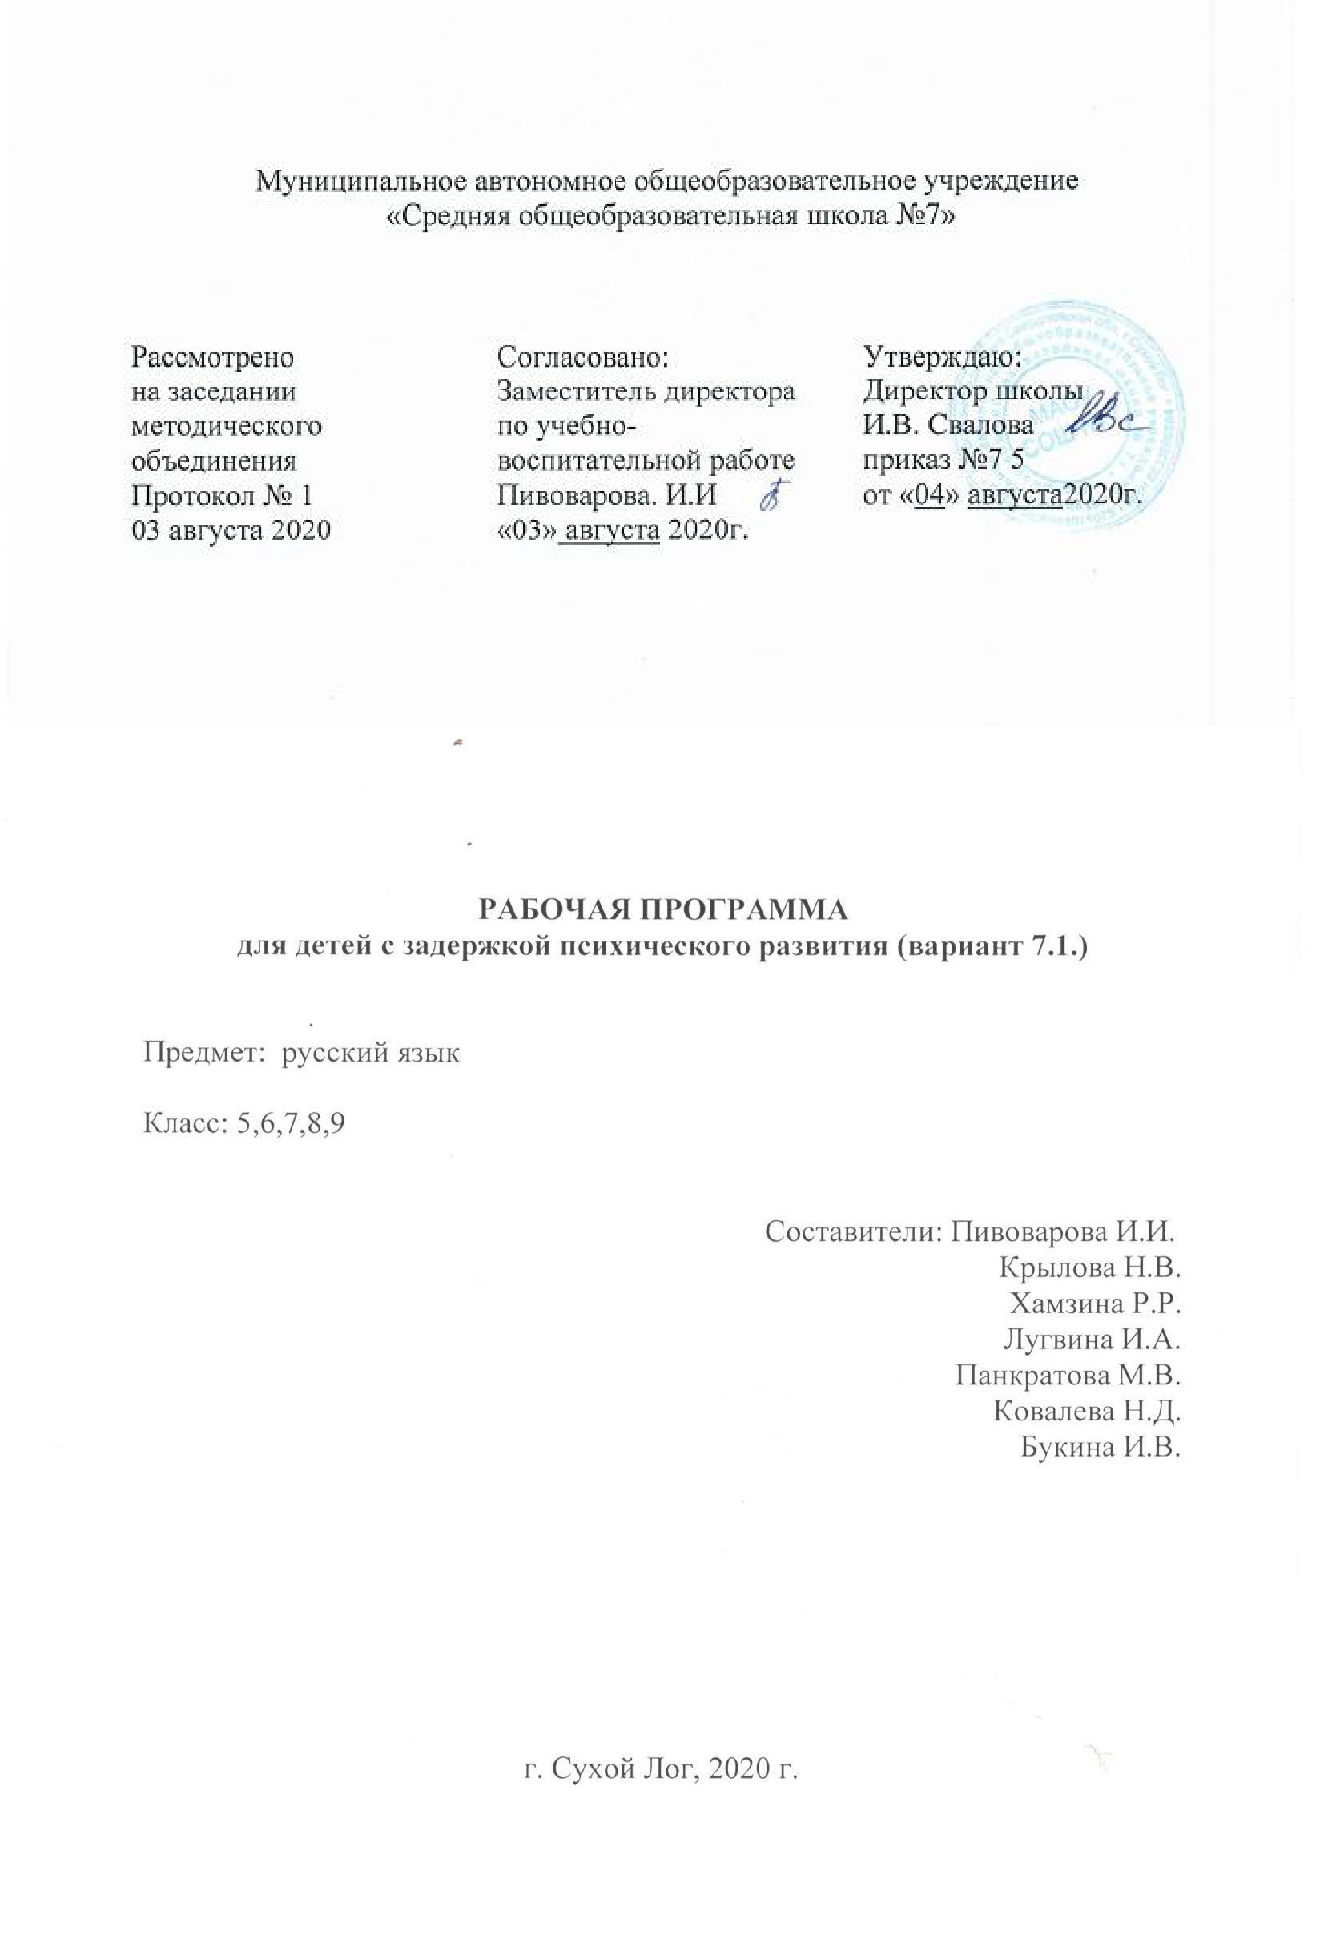 Муниципальное автономное общеобразовательное учреждение
«Средняя общеобразовательная школа №7»
Рассмотрено
на заседании
методического
объединения
Протокол № 1
03 августа 2020
Согласовано:
Заместитель директора
по учебно-
воспитательной работе
Пивоварова. И.И
«03» августа 2020г.
Утверждаю:
Директор школы
И.В. Свалова
приказ №7 5
от «04» августа2020г.
МАОУ
СОШ
РАБОЧАЯ ПРОГРАММА
для детей с задержкой психического развития (вариант 7.1.)
Предмет: русский язык
Класс: 5,6,7,8,9
Составители: Пивоварова И.И.
Крылова Н.В.
Хамзина Р.Р.
Лугвина И.А.
Панкратова М.В.
Ковалева Н.Д.
Букина И.В.
г. Сухой Лог, 2020 г.